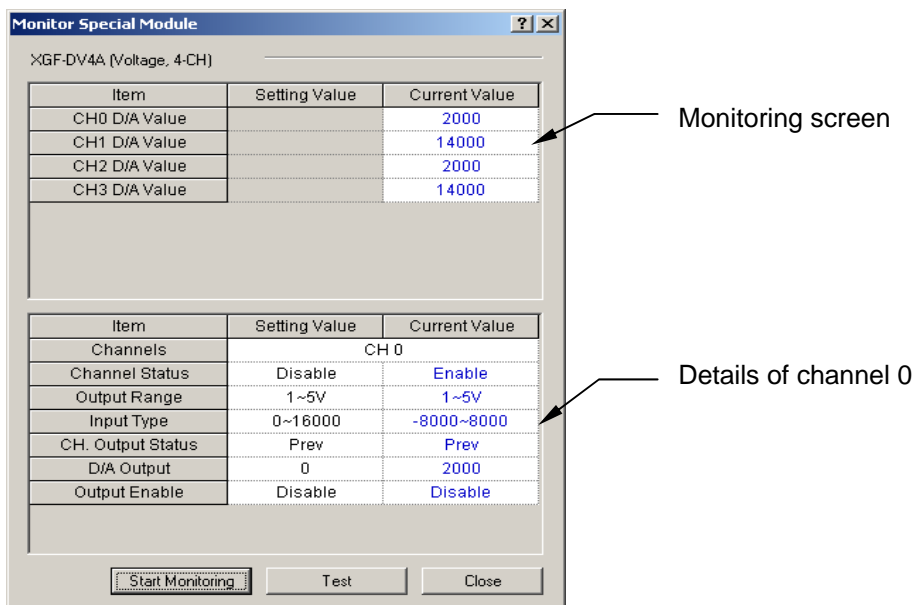 Monitor Special Module
XGF-DV4A (Voltage, 4-CH)
Item Setting Value Current Value
CH0 D/A Value 2000
CH1 D/A Value 14000
CH2 D/A Value 2000
CH3 D/A Value 14000
Monitoring screen
Item Setting Value Current Value
Channels CH 0
Channel Status Disable Enable
Output Range 1~5V 1~5V
Input Type 0~16000 -8000~8000
CH. Output Status Prev Prev
D/A Output 0 2000
Output Enable Disable Disable
Details of channel 0
Start Monitoring Test Close